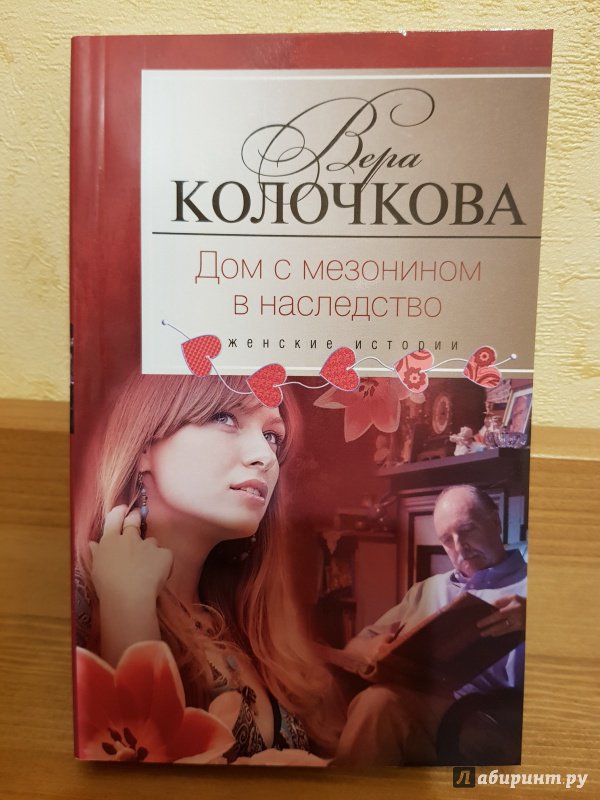 Вера
КОЛОЧКОВА
Дом с мезонином
в наследство
женские истории
Лабиринт.ру